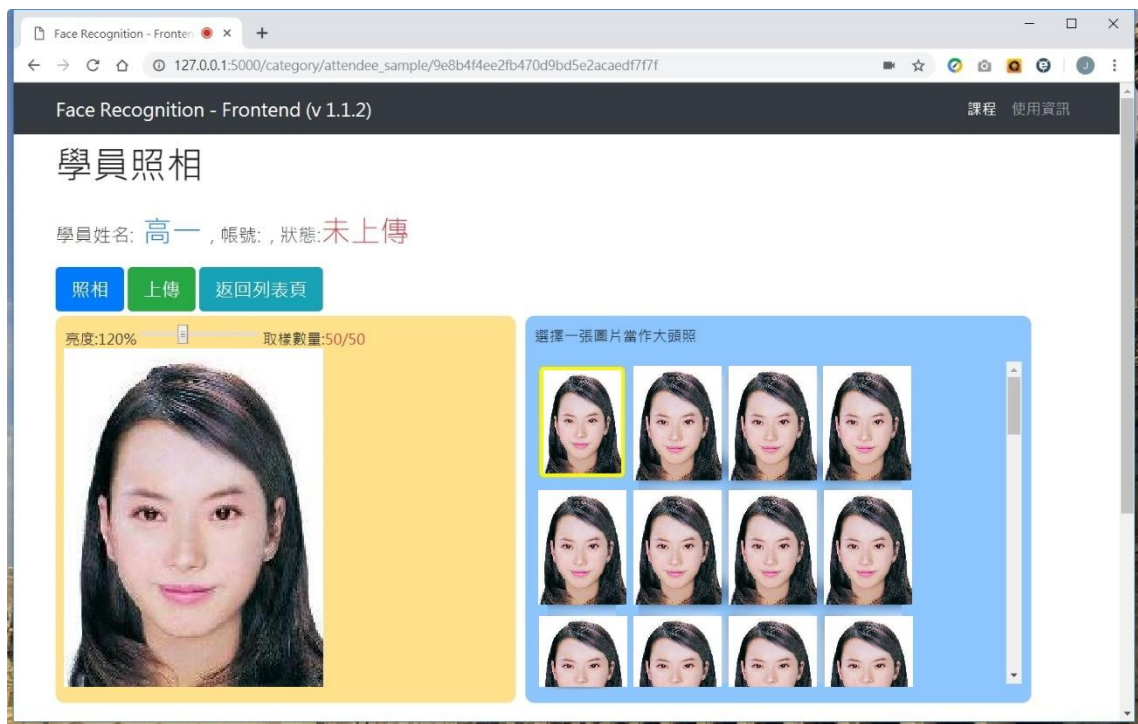 Face Recognition - Fronten
127.0.0.1:5000/category/attendee_sample/9e8b4f4ee2fb470d9bd5e2acaedf7f7f
Face Recognition - Frontend (v 1.1.2)
課程 使用資訊
學員照相
學員姓名: 高一 , 帳號: , 狀態:未上傳
照相 上傳 返回列表頁
亮度:120% 取樣數量:50/50
選擇一張圖片當作大頭照